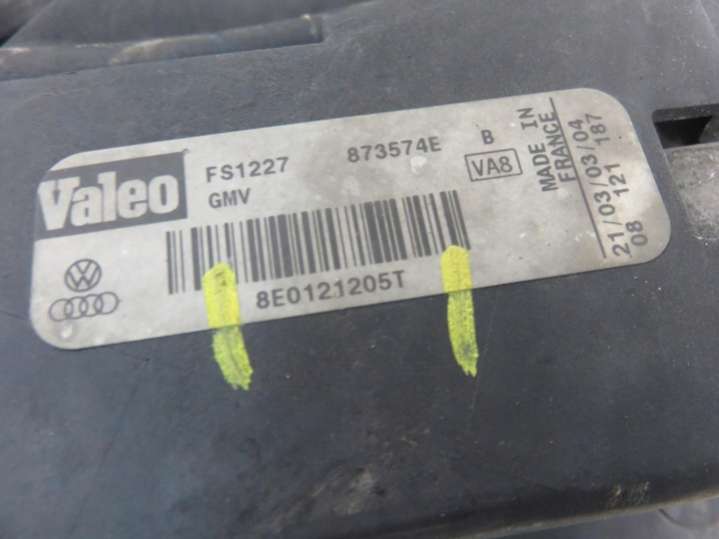 Valeo
FS1227 873574E B
GMV VA8
8E0121205T
MADE IN
FRANCE
21/03/03/04
08 121 187